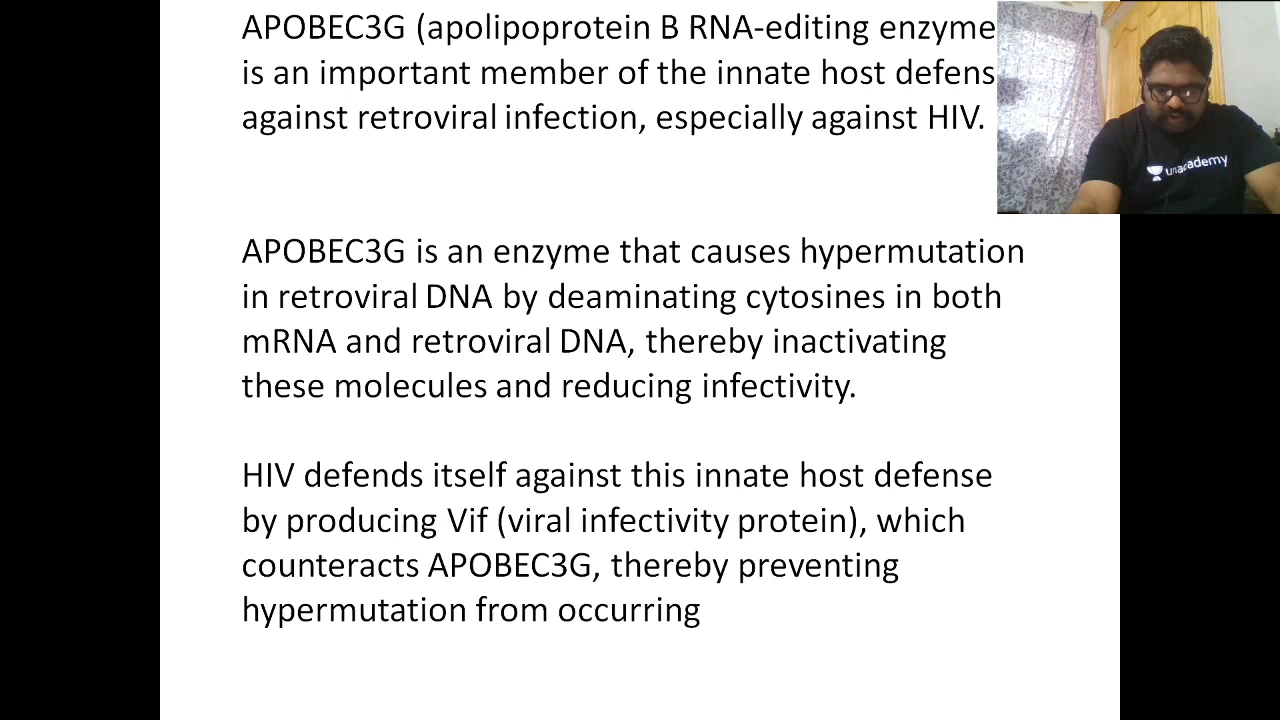 APOBEC3G (apolipoprotein B RNA-editing enzyme
is an important member of the innate host defens
against retroviral infection, especially against HIV.
APOBEC3G is an enzyme that causes hypermutation
in retroviral DNA by deaminating cytosines in both
mRNA and retroviral DNA, thereby inactivating
these molecules and reducing infectivity.
HIV defends itself against this innate host defense
by producing Vif (viral infectivity protein), which
counteracts APOBEC3G, thereby preventing
hypermutation from occurring
unacademy